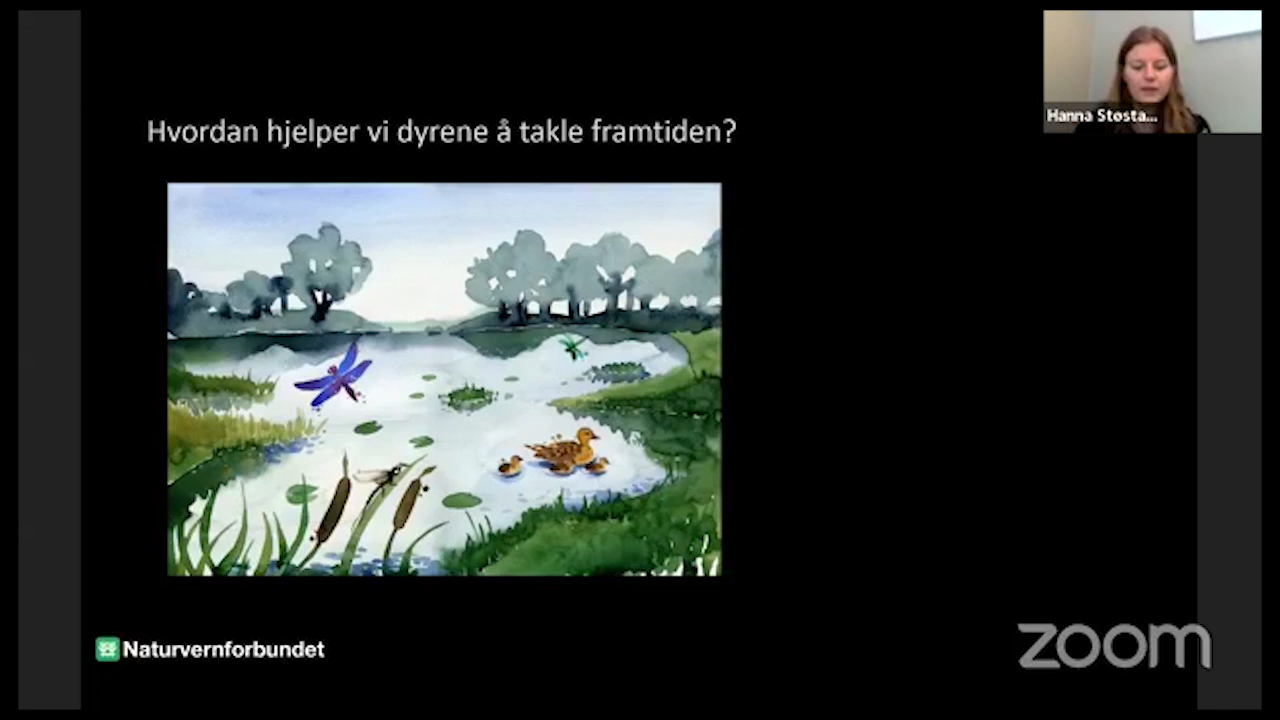 Hanna Støsta...
Hvordan hjelper vi dyrene å takle framtiden?
Naturvernforbundet
zoom